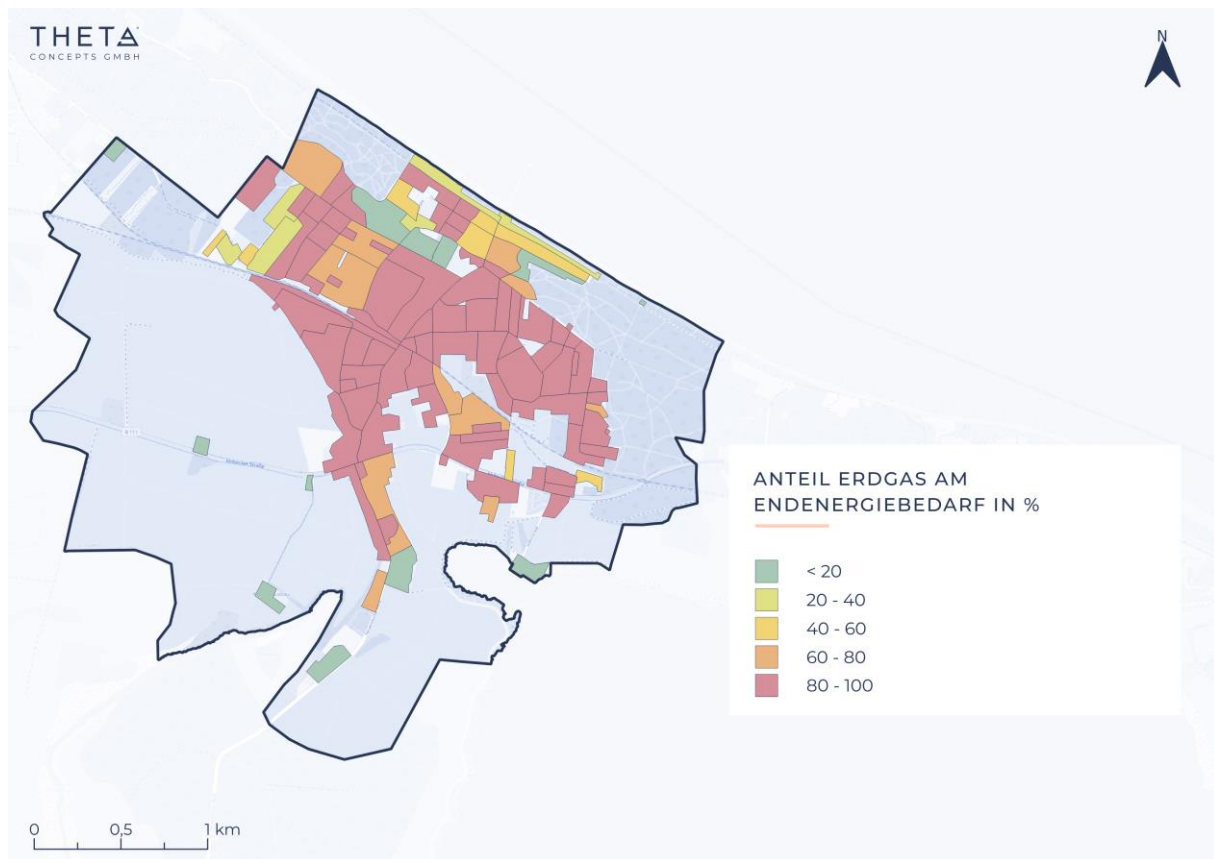 THETA
CONCEPTS GMBH
N
ANTEIL ERDGAS AM
ENDENERGIEBEDARF IN %
< 20
20 - 40
40 - 60
60 - 80
80 - 100
0 0,5 1 km